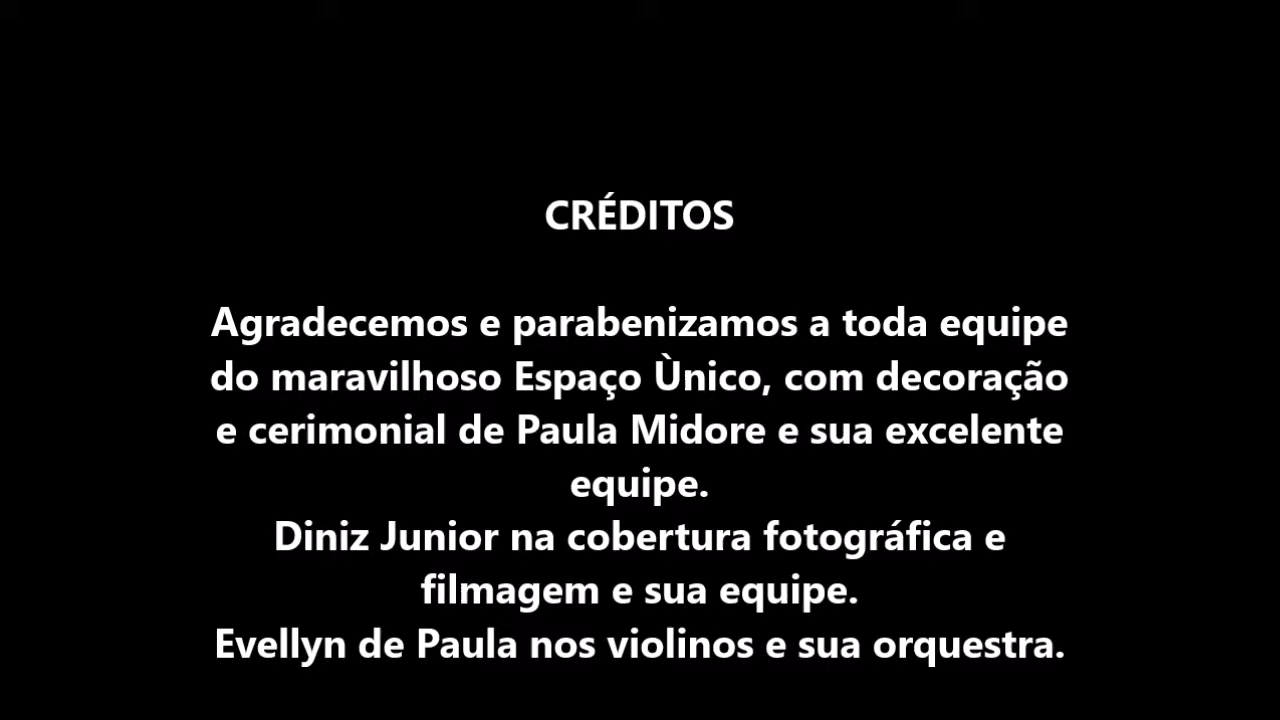 CRÉDITOS
Agradecemos e parabenizamos a toda equipe
do maravilhoso Espaço Ùnico, com decoração
e cerimonial de Paula Midore e sua excelente
equipe.
Diniz Junior na cobertura fotográfica e
filmagem e sua equipe.
Evellyn de Paula nos violinos e sua orquestra.